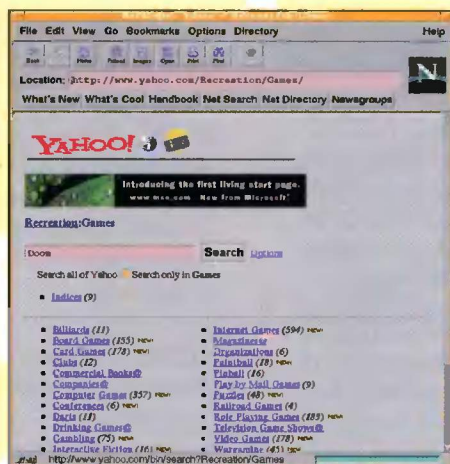 File Edit View Go Bookmarks Options Directory Help
Back Home Reload Images Open Print Find
Location: http://www.yahoo.com/Recreation/Games/
N
What's New What's Cool Handbook Net Search Net Directory Newsgroups
YAHOO!
Introducing the first living start page.
www.msn.com New from Microsoft
Recreation:Games
Doom Search Options
Search all of Yahoo Search only in Games
Indices (9)
Billiards (11)
Board Games (155) NEW!
Card Games (178) NEW!
Clubs (12)
Commercial Books@
Companies@
Computer Games (357) NEW!
Conferences (6) NEW!
Darts (11)
Drinking Games@
Gambling (75) NEW!
Interactive Fiction (16) NEW!
Internet Games (594) NEW!
Magazines@
Organizations (6)
Paintball (18) NEW!
Pinball (16)
Play by Mail Games (9)
Puzzles (48) NEW!
Railroad Games (4)
Role Playing Games (183) NEW!
Television Game Shows@
Video Games (178) NEW!
Wargaming (45) NEW!
http://www.yahoo.com/bin/search?Recreation/Games